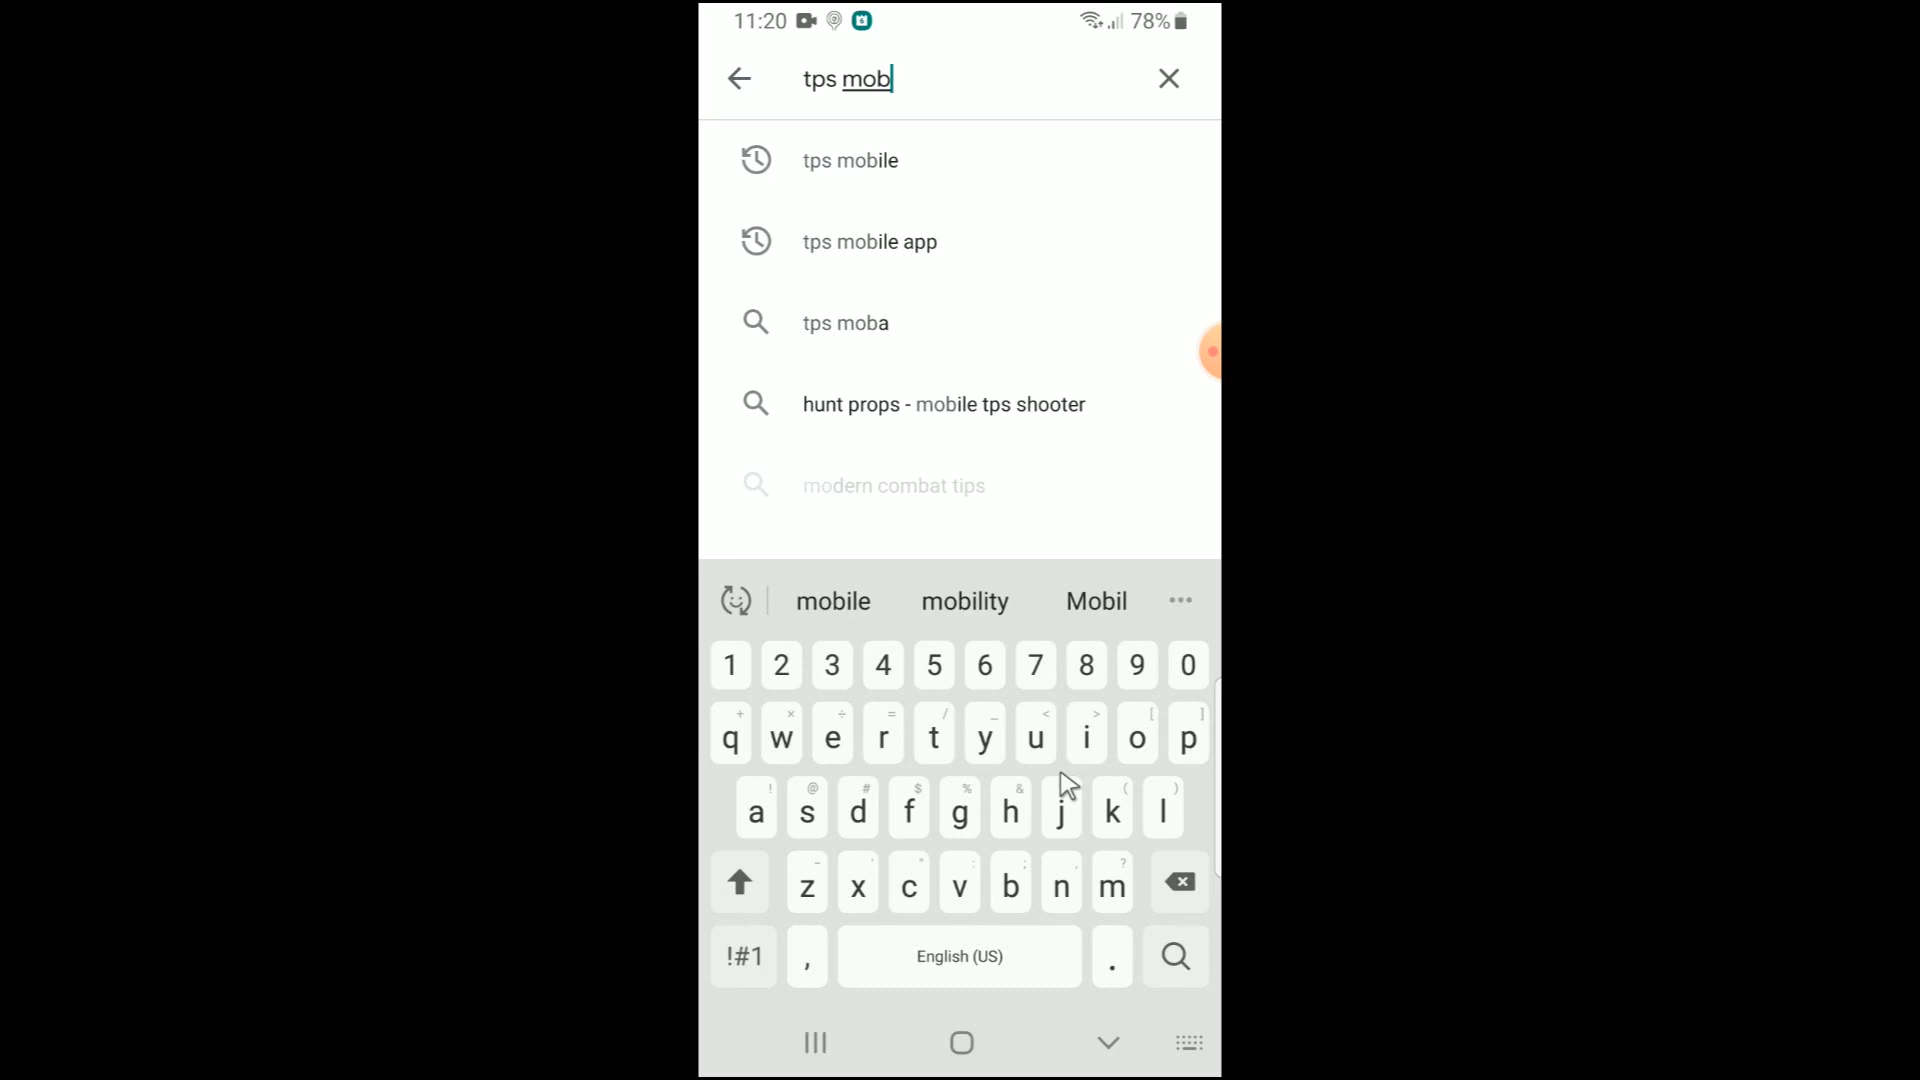 11:20 78%
tps mob
tps mobile
tps mobile app
tps moba
hunt props - mobile tps shooter
modern combat tips
mobile mobility Mobil ...
1 2 3 4 5 6 7 8 9 0
+ × ÷ = / _ < > [ ]
q w e r t y u i o p
! @ # $ % & ( )
a s d f g h j k l
- ' " : ; , ?
z x c v b n m
!#1 , English (US) .